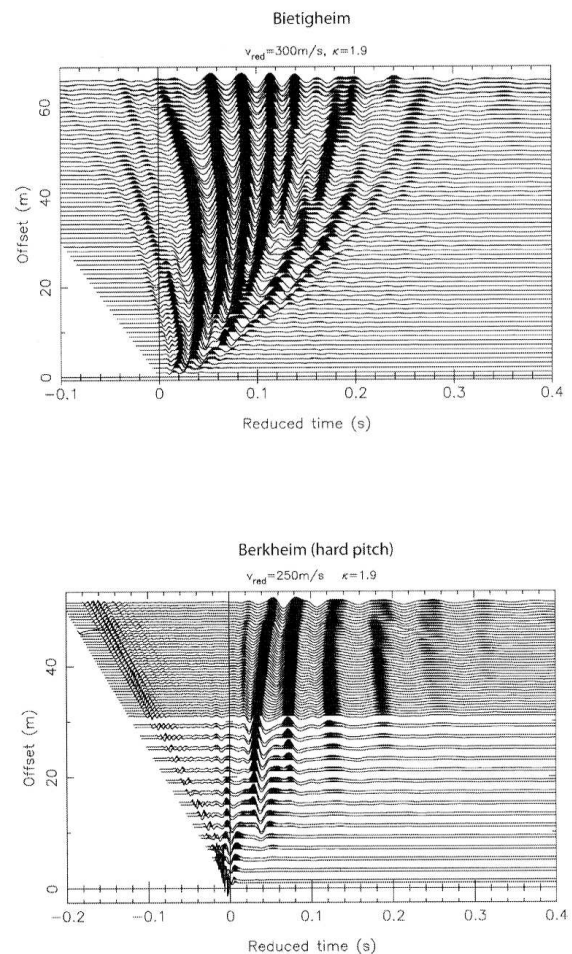 Bietigheim
v_red=300m/s, κ=1.9
60
40
20
0
Offset (m)
−0.1 0 0.1 0.2 0.3 0.4
Reduced time (s)
Berkheim (hard pitch)
v_red=250m/s κ=1.9
40
20
0
Offset (m)
−0.2 −0.1 0 0.1 0.2 0.3 0.4
Reduced time (s)